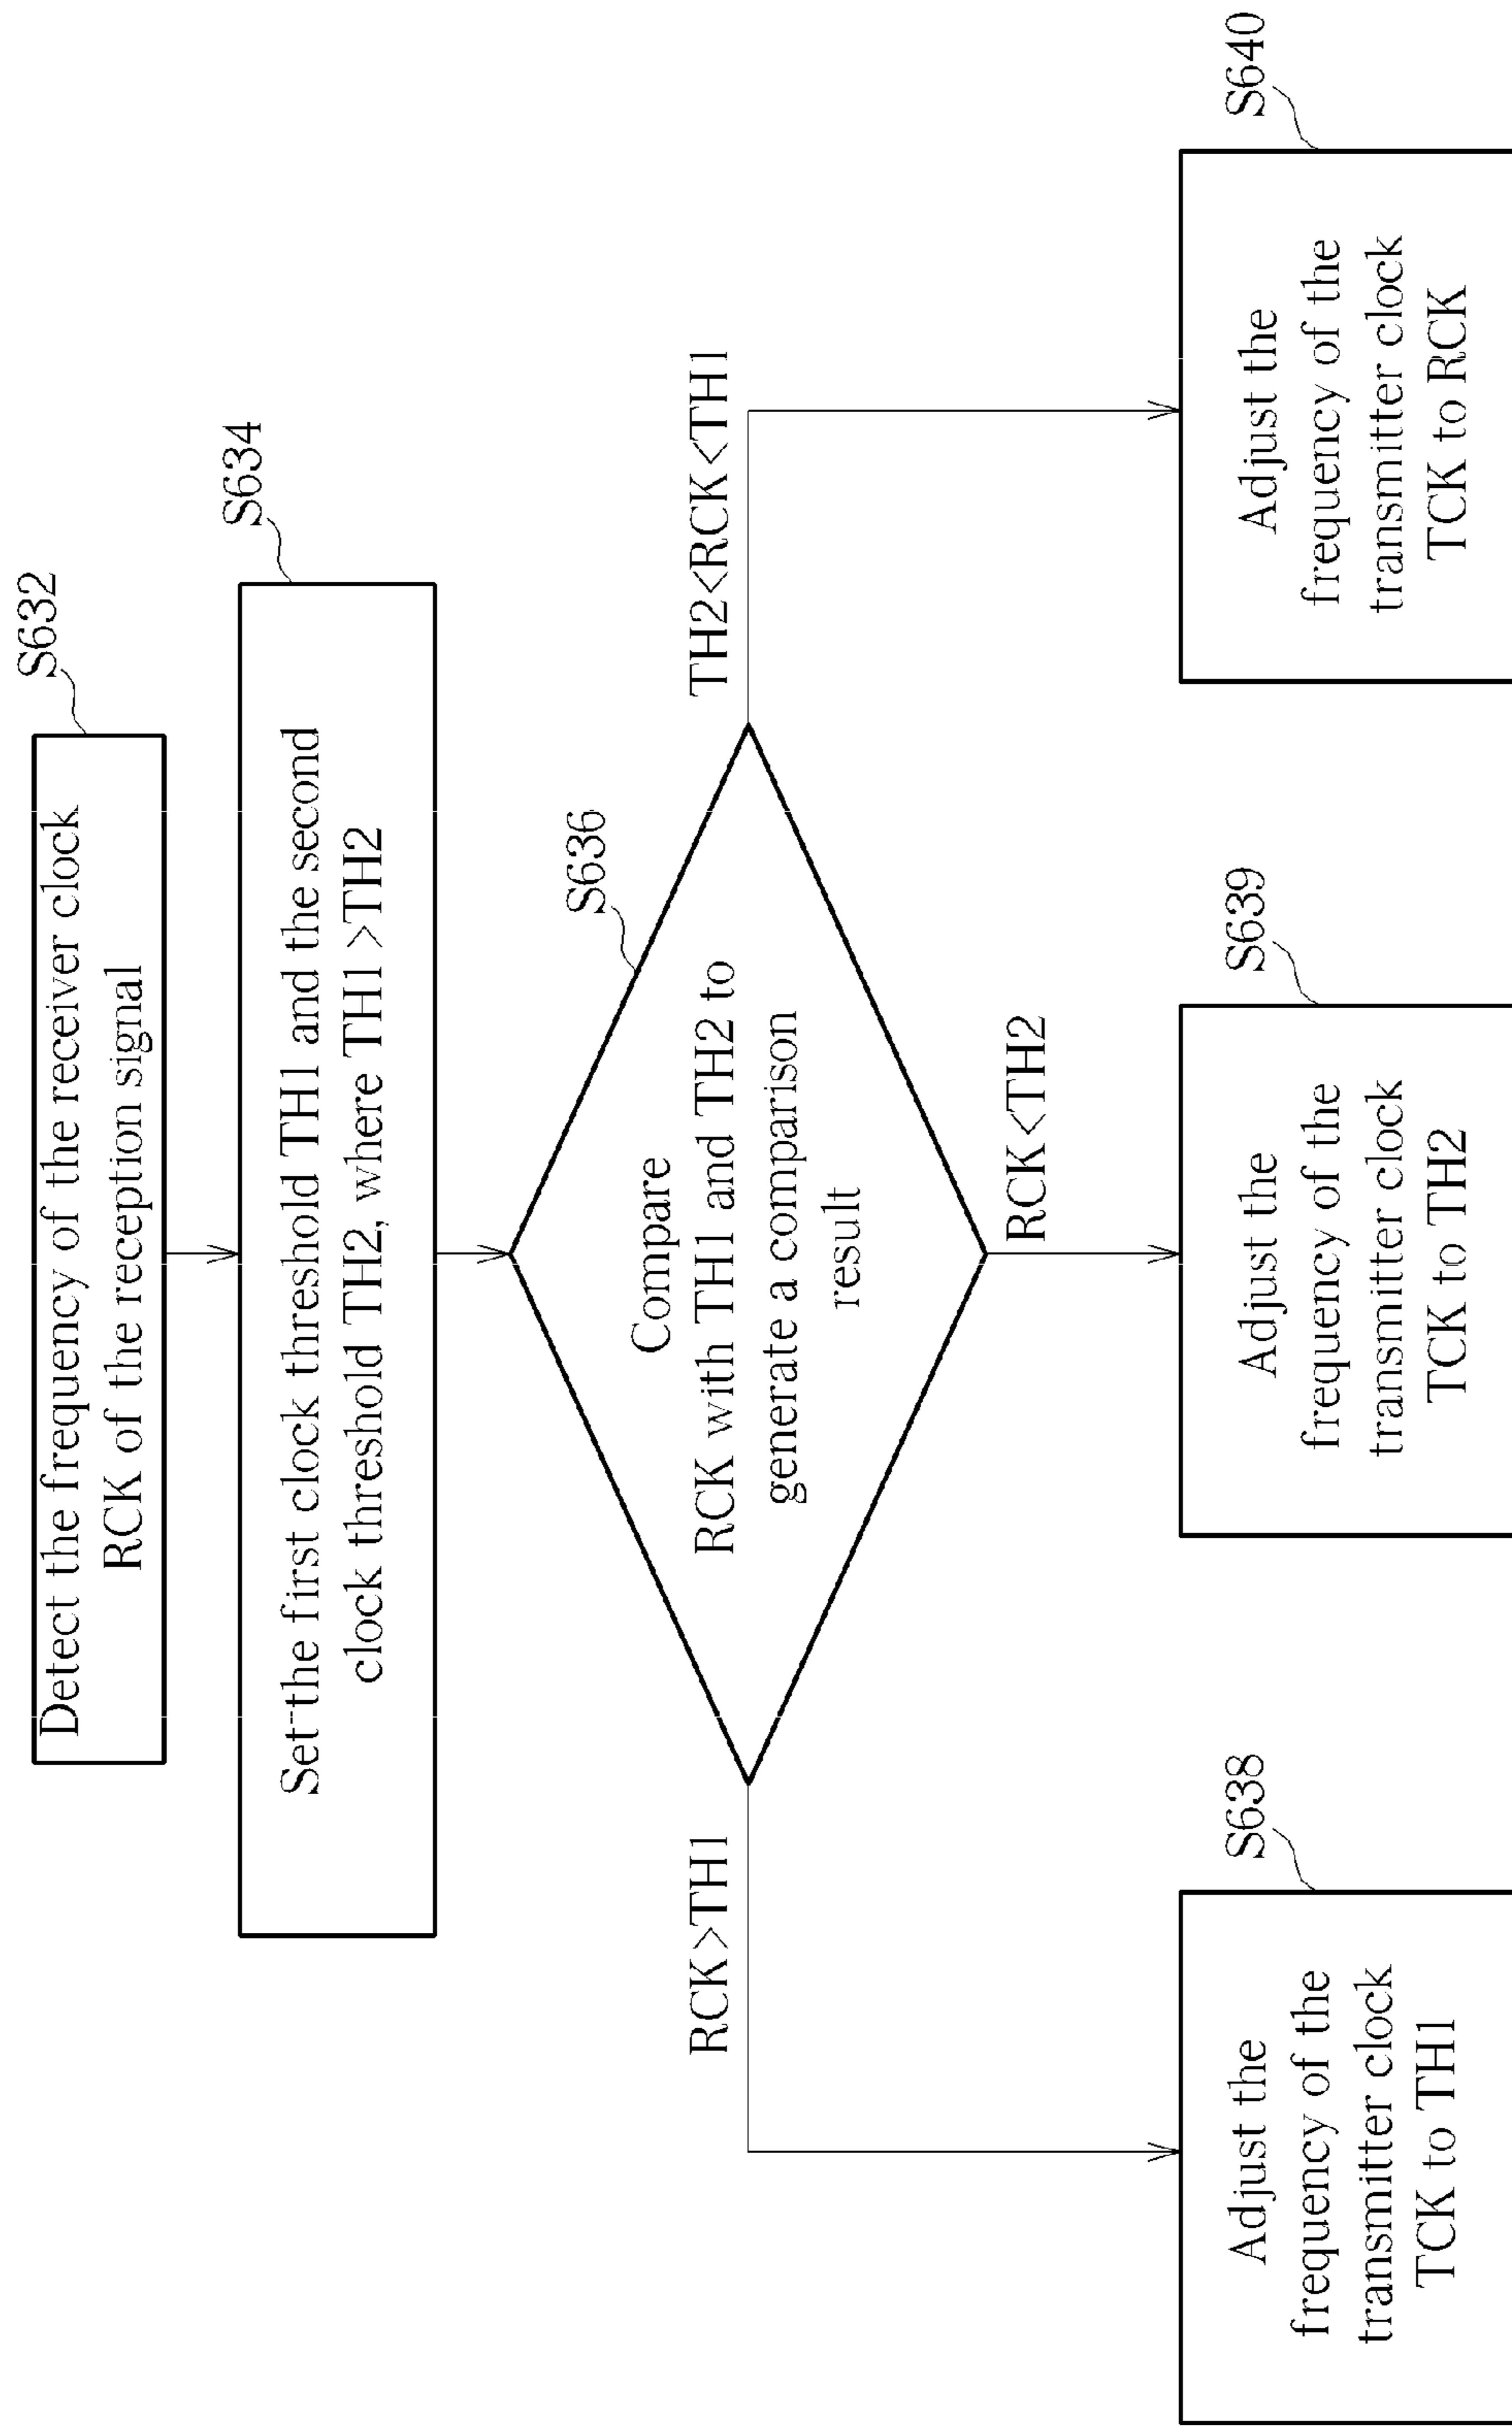 S632
Detect the frequency of the receiver clock
RCK of the reception signal
S634
Set the first clock threshold TH1 and the second
clock threshold TH2, where TH1>TH2
S636
Compare
RCK with TH1 and TH2 to
generate a comparison
result
RCK>TH1
TH2<RCK<TH1
RCK<TH2
S638
Adjust the
frequency of the
transmitter clock
TCK to TH1
S639
Adjust the
frequency of the
transmitter clock
TCK to TH2
S640
Adjust the
frequency of the
transmitter clock
TCK to RCK